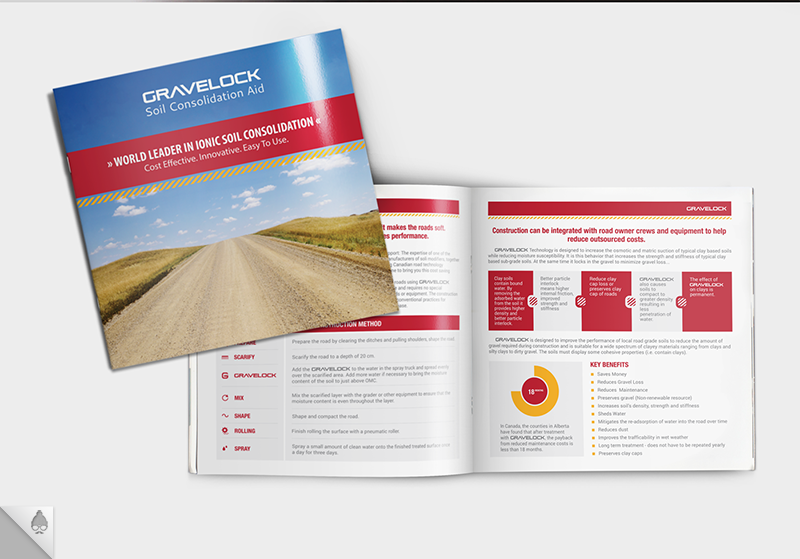 GRAVELOCK
Soil Consolidation Aid
» WORLD LEADER IN IONIC SOIL CONSOLIDATION «
Cost Effective. Innovative. Easy To Use.
makes the roads soft.
performance.
METHOD
Prepare the road by clearing the ditches and pulling shoulders,
SCARIFY
Scarify the road to a depth of 20 cm.
GRAVELOCK
Add the GRAVELOCK to the water in the spray truck and spread evenly
over the scarified area. Add more water if necessary to bring the moisture
content of the soil to just above OMC.
MIX
Mix the scarified layer with the grader or other equipment to ensure that the
moisture content is even throughout the layer.
SHAPE
Shape and compact the road.
ROLLING
Finish rolling the surface with a pneumatic roller.
SPRAY
Spray a small amount of clean water onto the finished treated surface once
a day for three days.
GRAVELOCK
Construction can be integrated with road owner crews and equipment to help
reduce outsourced costs.
GRAVELOCK Technology is designed to increase the osmotic and matric suction of typical clay based soils
while reducing moisture susceptibility. It is this behavior that increases the strength and stiffness of typical clay
based sub-grade soils. At the same time it locks in the gravel to minimize gravel loss...
Clay soils
contain bound
water. By
removing the
adsorbed water
from the soil it
provides higher
density and
better particle
interlock.
Better particle
interlock
means higher
internal friction,
improved
strength and
stiffness.
Reduce clay
cap loss or
preserves clay
cap of roads
GRAVELOCK
also causes
soils to
compact to
greater density
resulting in
less
penetration of
water.
The effect of
GRAVELOCK
on clays is
permanent.
GRAVELOCK is designed to improve the performance of local road grade soils to reduce the amount of
gravel required during construction and is suitable for a wide spectrum of clayey materials ranging from clays and
silty clays to dirty gravel. The soils must display some cohesive properties (i.e. contain clays).
18
In Canada, the counties in Alberta
have found that after treatment
with GRAVELOCK, the payback
from reduced maintenance costs is
less than 18 months.
KEY BENEFITS
Saves Money
Reduces Gravel Loss
Reduces Maintenance
Preserves gravel (Non-renewable resource)
Increases soil's density, strength and stiffness
Sheds Water
Mitigates the re-adsorption of water into the road over time
Reduces dust
Improves the trafficability in wet weather
Long term treatment - does not have to be repeated yearly
Preserves clay-caps